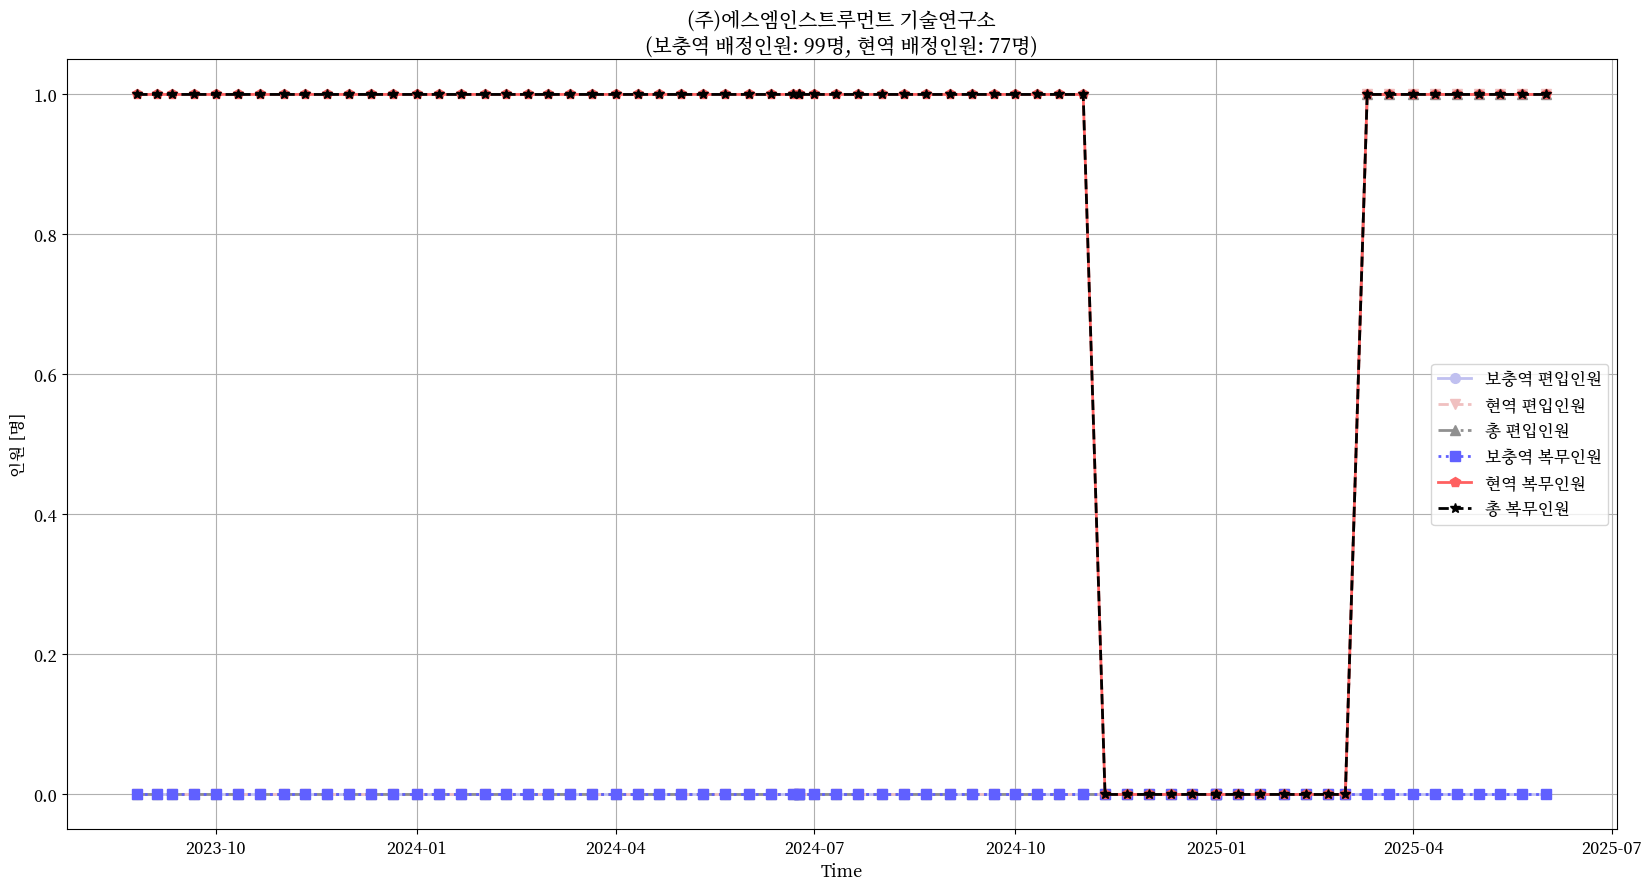 (주)에스엠인스트루먼트 기술연구소
(보충역 배정인원: 99명, 현역 배정인원: 77명)
인원 [명]
1.0
0.8
0.6
0.4
0.2
0.0
보충역 편입인원
현역 편입인원
총 편입인원
보충역 복무인원
현역 복무인원
총 복무인원
2023-10
2024-01
2024-04
2024-07
2024-10
2025-01
2025-04
2025-07
Time